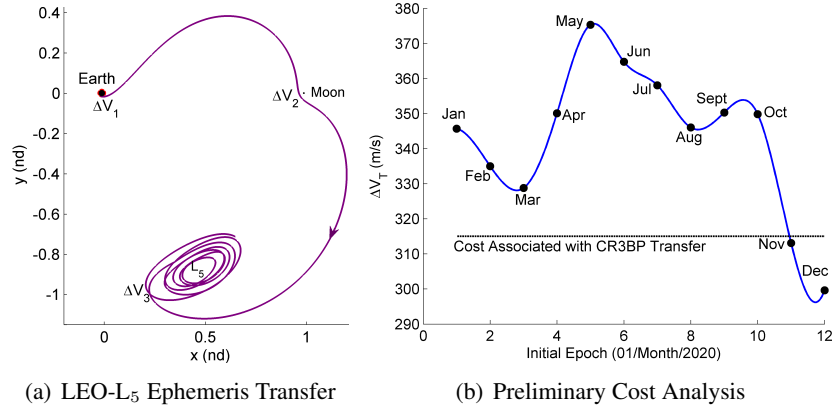 0.4
0.2
0
-0.2
-0.4
-0.6
-0.8
-1
y (nd)
Earth
ΔV₁
ΔV₂
Moon
L₅
ΔV₃
0
0.5
1
x (nd)
(a) LEO-L₅ Ephemeris Transfer
380
370
360
350
340
330
320
310
300
290
ΔV_T (m/s)
Jan
Feb
Mar
Apr
May
Jun
Jul
Aug
Sept
Oct
Nov
Dec
Cost Associated with CR3BP Transfer
0
2
4
6
8
10
12
Initial Epoch (01/Month/2020)
(b) Preliminary Cost Analysis